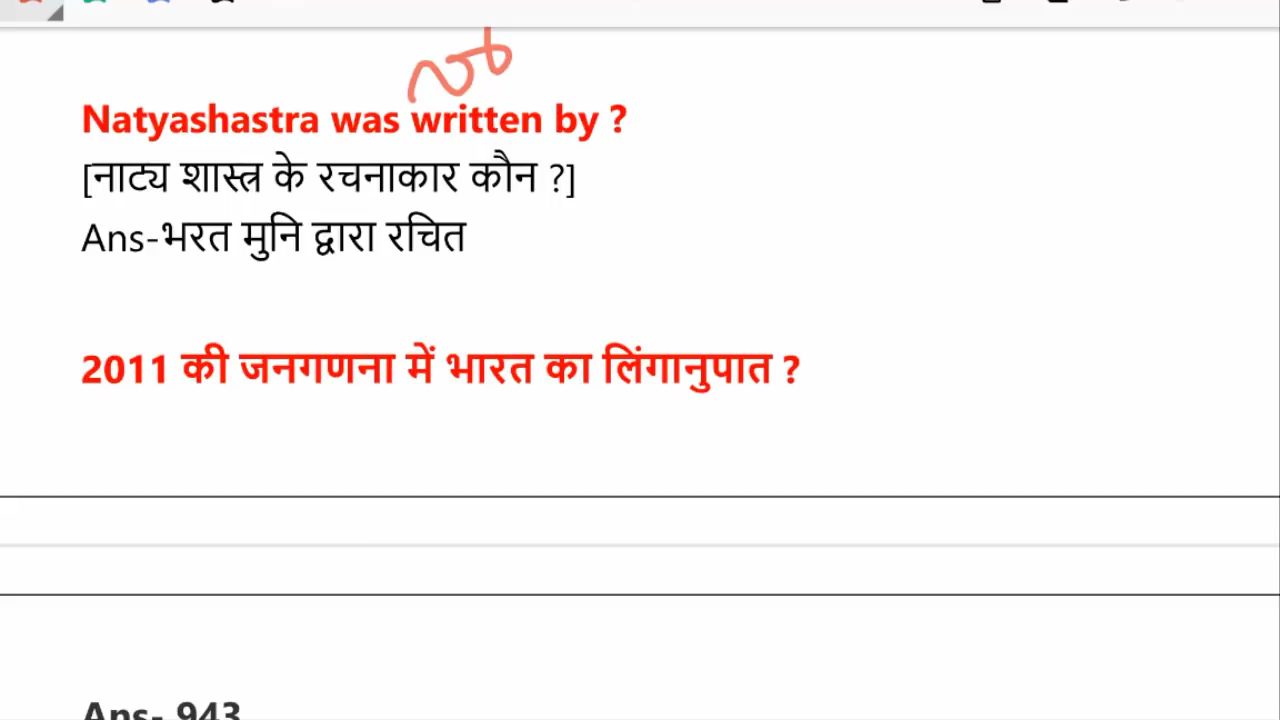 Natyashastra was written by ?
[नाट्य शास्त्र के रचनाकार कौन ?]
Ans-भरत मुनि द्वारा रचित
2011 की जनगणना में भारत का लिंगानुपात ?
Ans- 943